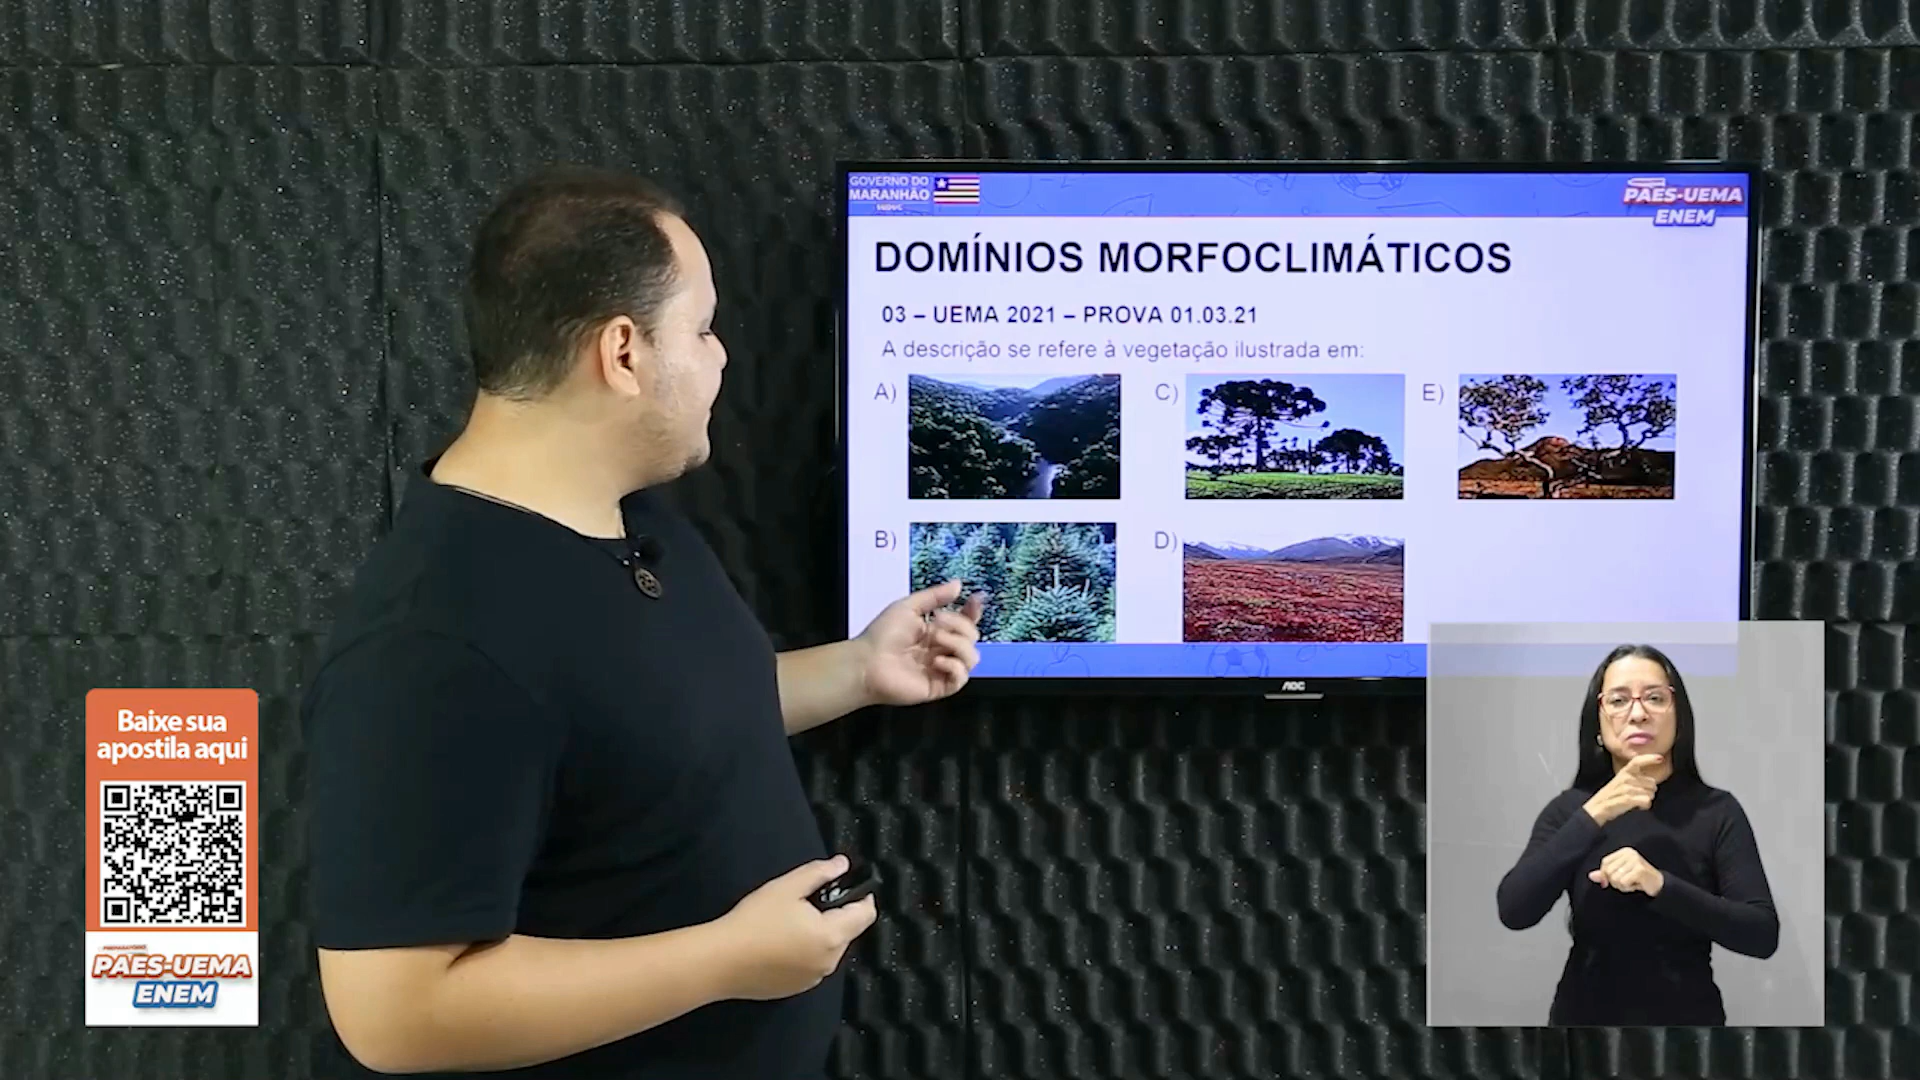 GOVERNO DO
MARANHÃO
PAES-UEMA
ENEM
DOMÍNIOS MORFOCLIMÁTICOS
03 – UEMA 2021 – PROVA 01.03.21
A descrição se refere à vegetação ilustrada em:
A)
C)
E)
B)
D)
AOC
Baixe sua
apostila aqui
PREPARATÓRIO
PAES-UEMA
ENEM